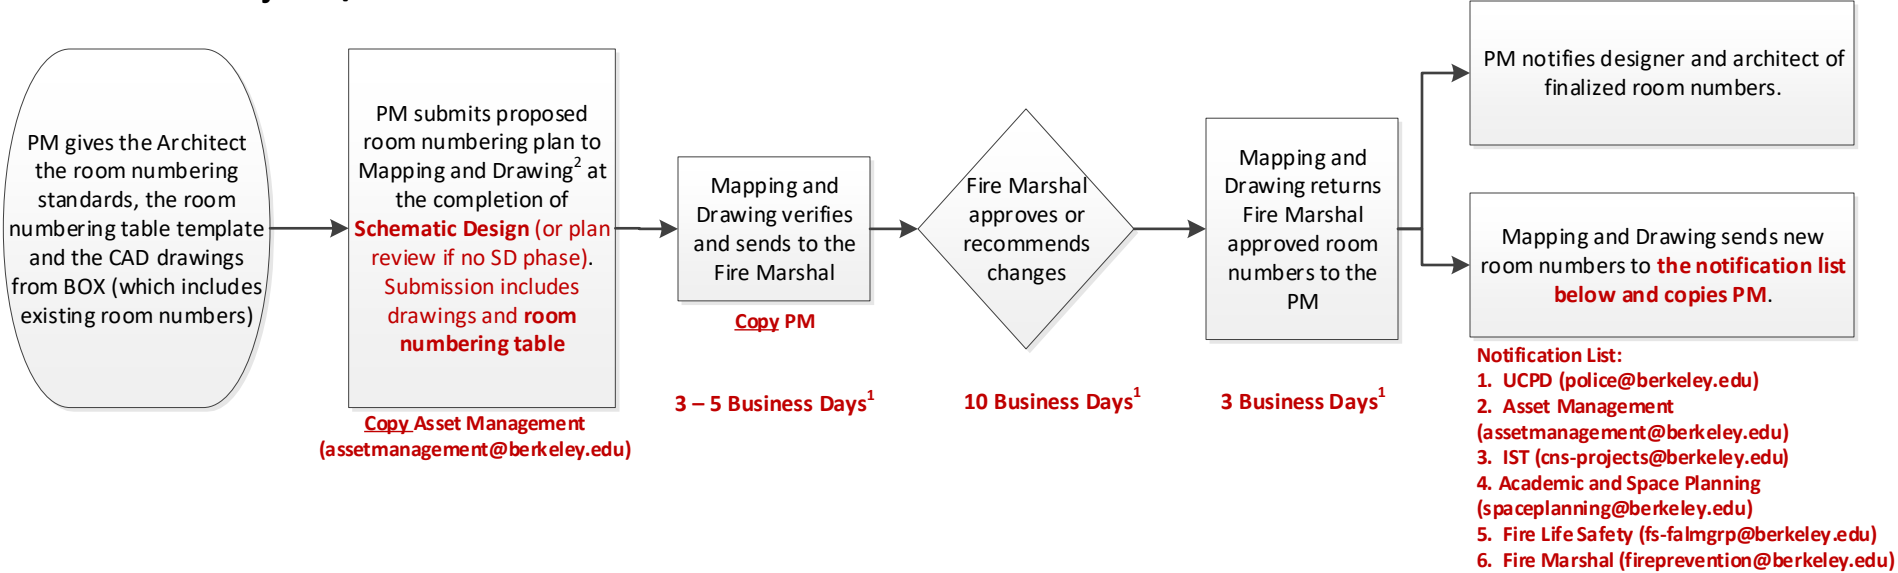 PM gives the Architect
the room numbering
standards, the room
numbering table template
and the CAD drawings
from BOX (which includes
existing room numbers)
PM submits proposed
room numbering plan to
Mapping and Drawing2 at
the completion of
Schematic Design (or plan
review if no SD phase).
Submission includes
drawings and room
numbering table
Copy Asset Management
(assetmanagement@berkeley.edu)
Mapping and
Drawing verifies
and sends to the
Fire Marshal
Copy PM
3 – 5 Business Days1
Fire Marshal
approves or
recommends
changes
10 Business Days1
Mapping and
Drawing returns
Fire Marshal
approved room
numbers to the
PM
3 Business Days1
PM notifies designer and architect of
finalized room numbers.
Mapping and Drawing sends new
room numbers to the notification list
below and copies PM.
Notification List:
1. UCPD (police@berkeley.edu)
2. Asset Management
(assetmanagement@berkeley.edu)
3. IST (cns-projects@berkeley.edu)
4. Academic and Space Planning
(spaceplanning@berkeley.edu)
5. Fire Life Safety (fs-falmgrp@berkeley.edu)
6. Fire Marshal (fireprevention@berkeley.edu)